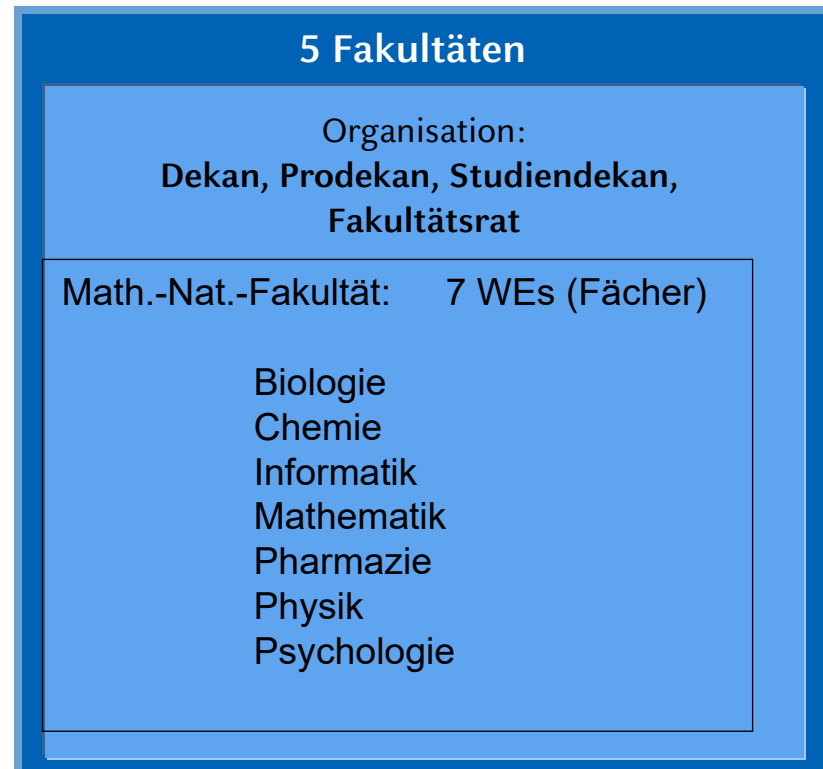 5 Fakultäten
Organisation:
Dekan, Prodekan, Studiendekan,
Fakultätsrat
Math.-Nat.-Fakultät: 7 WEs (Fächer)
Biologie
Chemie
Informatik
Mathematik
Pharmazie
Physik
Psychologie